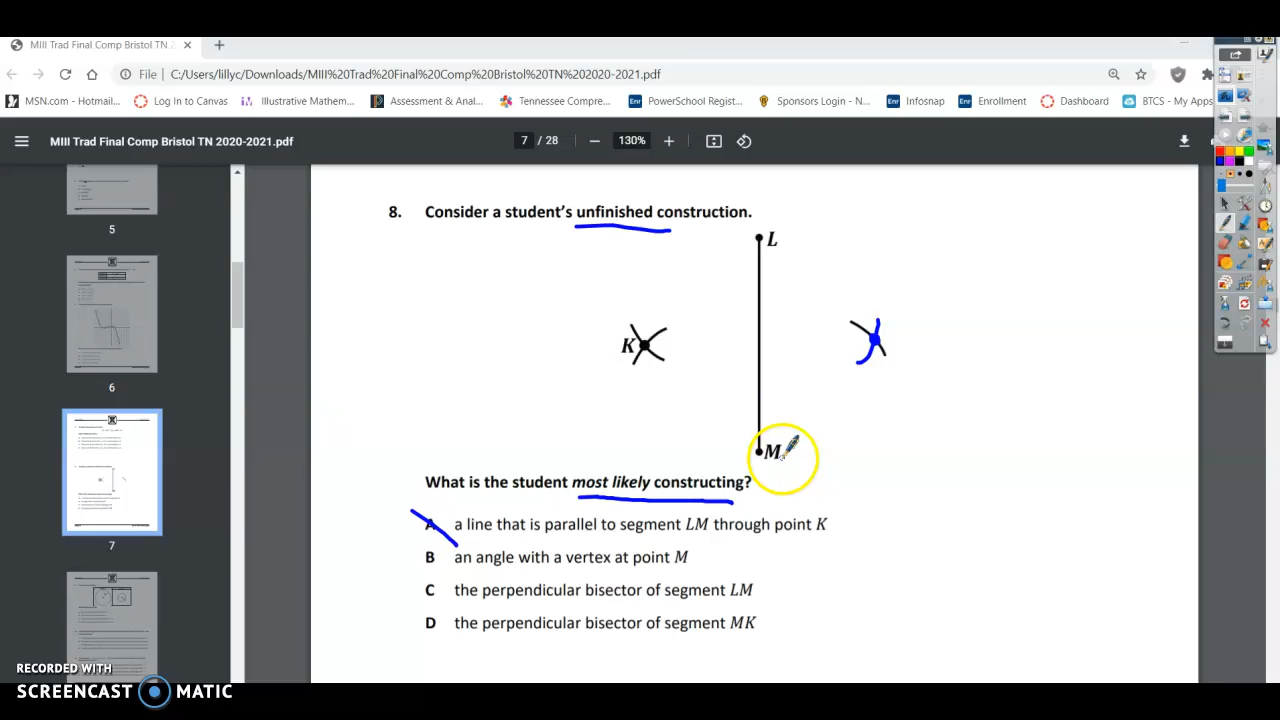 MIII Trad Final Comp Bristol TN
File
C:/Users/lillyc/Downloads/MIII%20Trad%20Final%20Comp%20Bristol%20TN%202020-2021.pdf
MSN.com - Hotmail...
Log In to Canvas
Illustrative Mathem...
Assessment & Anal...
Tennessee Compre...
Enr PowerSchool Regist...
Sponsors Login - N...
Enr Infosnap
Enr Enrollment
Dashboard
BTCS - My Apps
MIII Trad Final Comp Bristol TN 2020-2021.pdf
7 / 28
130%
5
6
7
8. Consider a student's unfinished construction.
L
K
M
What is the student most likely constructing?
A a line that is parallel to segment LM through point K
B an angle with a vertex at point M
C the perpendicular bisector of segment LM
D the perpendicular bisector of segment MK
RECORDED WITH
SCREENCAST MATIC